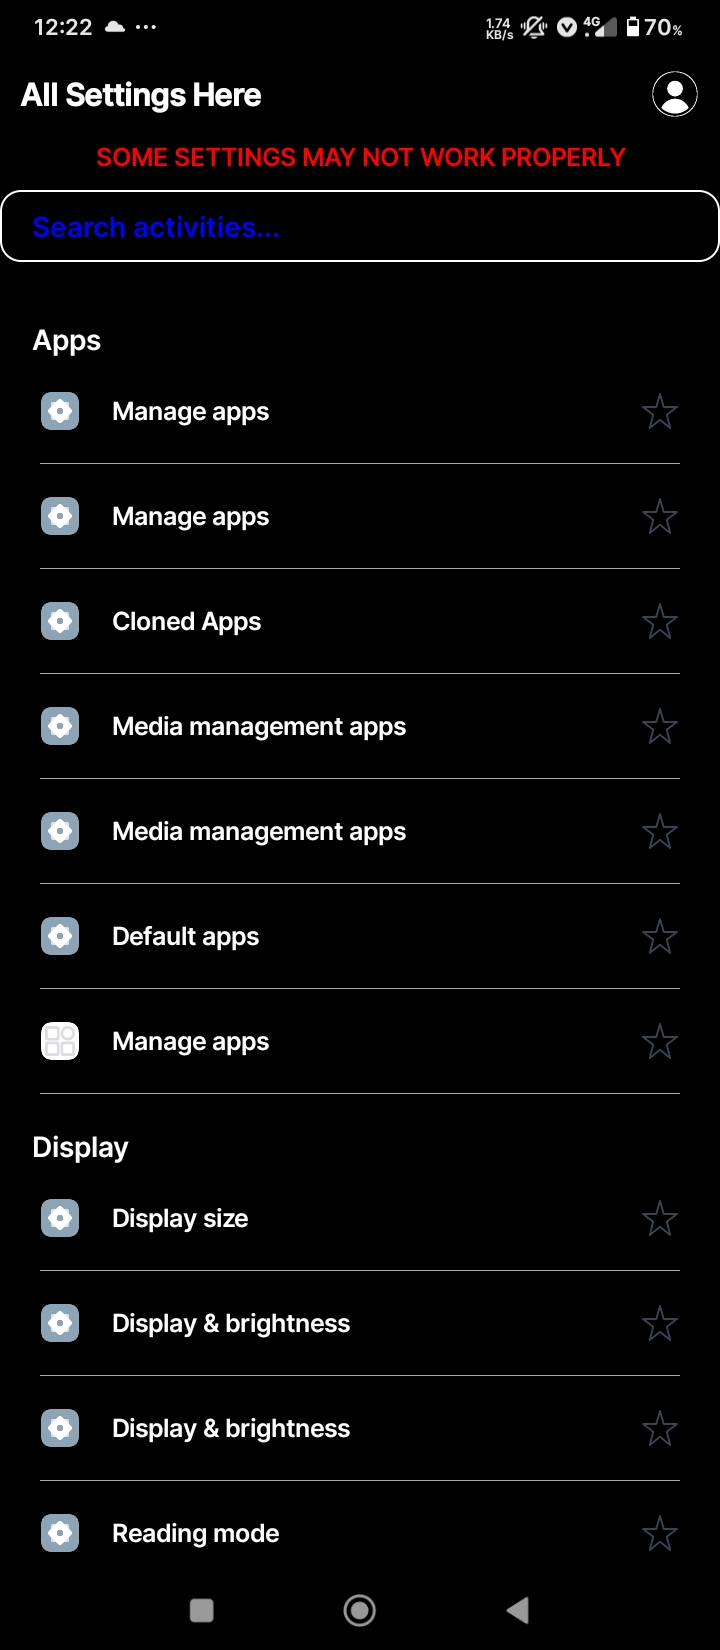 12:22
1.74
KB/s
4G
70%
All Settings Here
SOME SETTINGS MAY NOT WORK PROPERLY
Search activities...
Apps
Manage apps
Manage apps
Cloned Apps
Media management apps
Media management apps
Default apps
Manage apps
Display
Display size
Display & brightness
Display & brightness
Reading mode